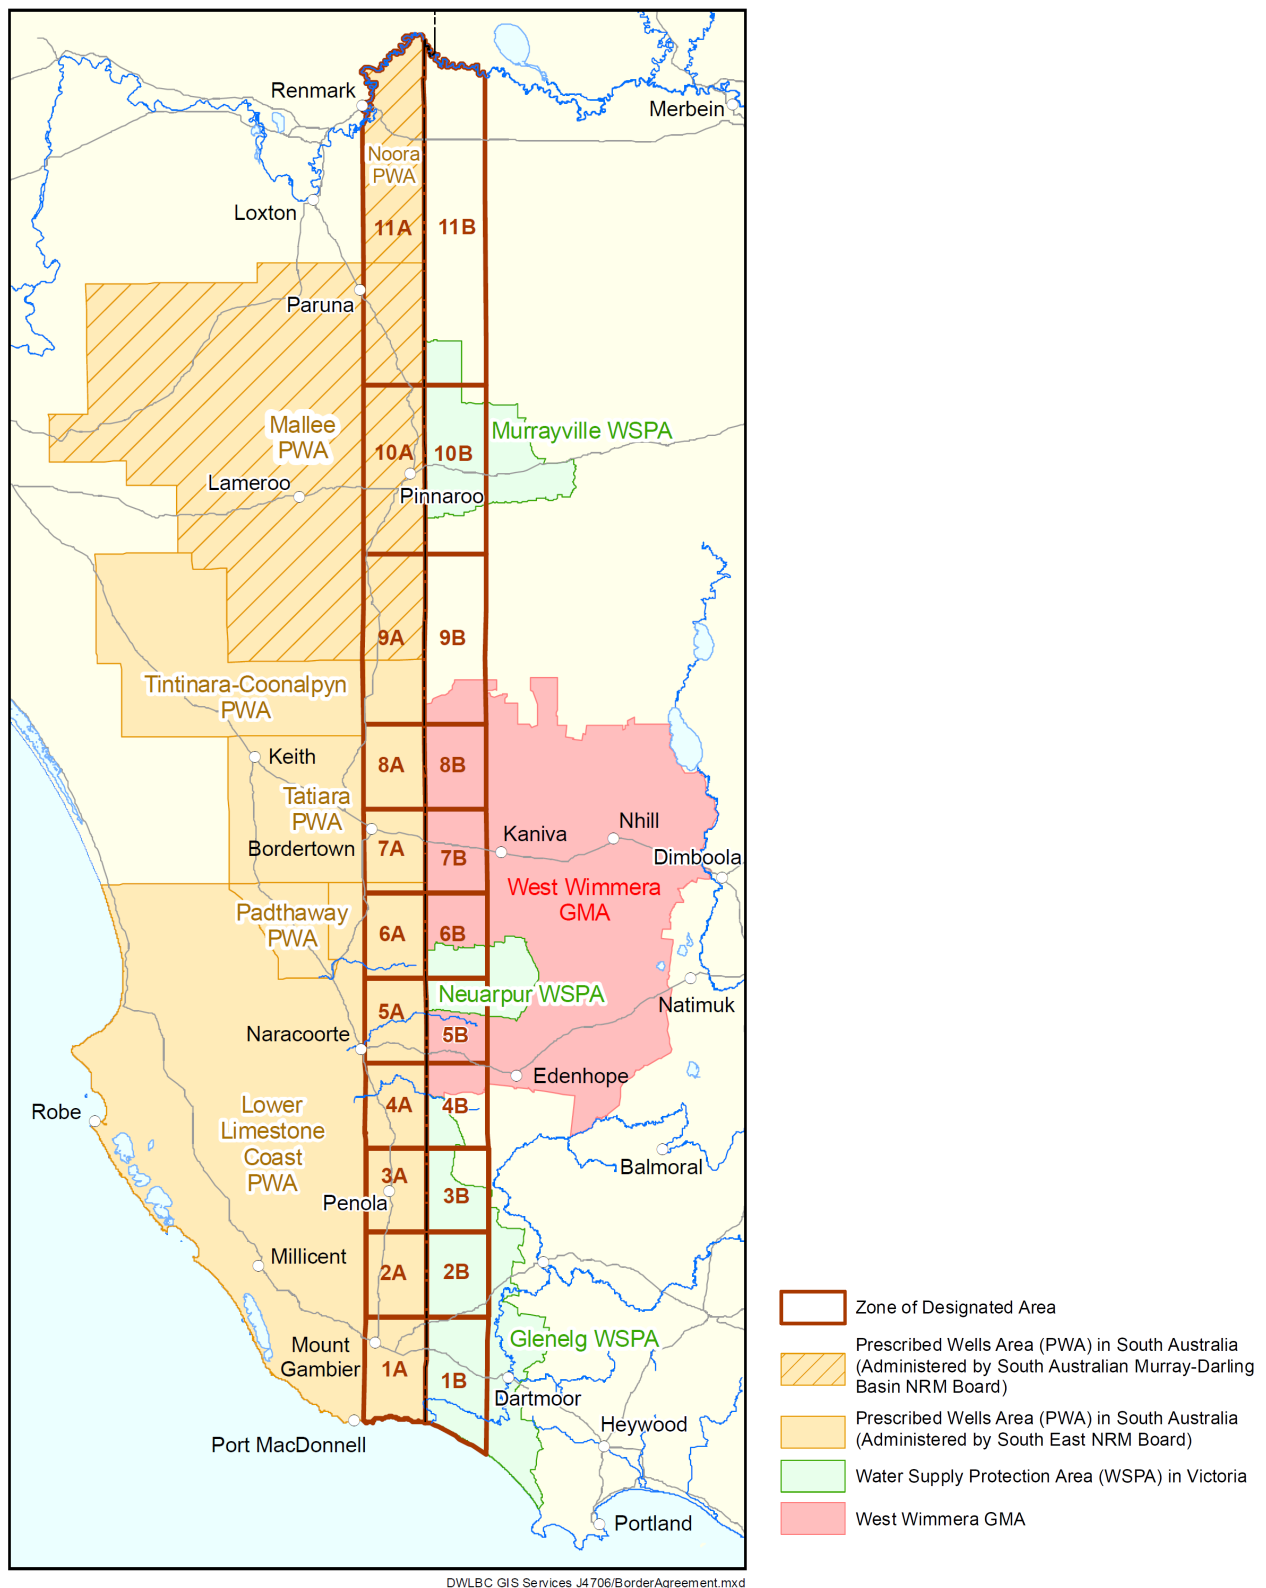 Renmark
Merbein
Noora
PWA
Loxton
11A
11B
Paruna
Mallee
PWA
Murrayville WSPA
10A
10B
Lameroo
Pinnaroo
9A
9B
Tintinara-Coonalpyn
PWA
Keith
8A
8B
Tatiara
PWA
Nhill
Kaniva
Bordertown
7A
7B
Dimboola
West Wimmera
GMA
Padthaway
PWA
6A
6B
Neuarpur WSPA
Natimuk
5A
5B
Naracoorte
Edenhope
Robe
Lower
Limestone
Coast
PWA
4A
4B
Balmoral
3A
3B
Penola
Millicent
2A
2B
Mount
Gambier
Glenelg WSPA
1A
1B
Dartmoor
Heywood
Port MacDonnell
Portland
Zone of Designated Area
Prescribed Wells Area (PWA) in South Australia
(Administered by South Australian Murray-Darling
Basin NRM Board)
Prescribed Wells Area (PWA) in South Australia
(Administered by South East NRM Board)
Water Supply Protection Area (WSPA) in Victoria
West Wimmera GMA
DWLBC GIS Services J4706/BorderAgreement.mxd